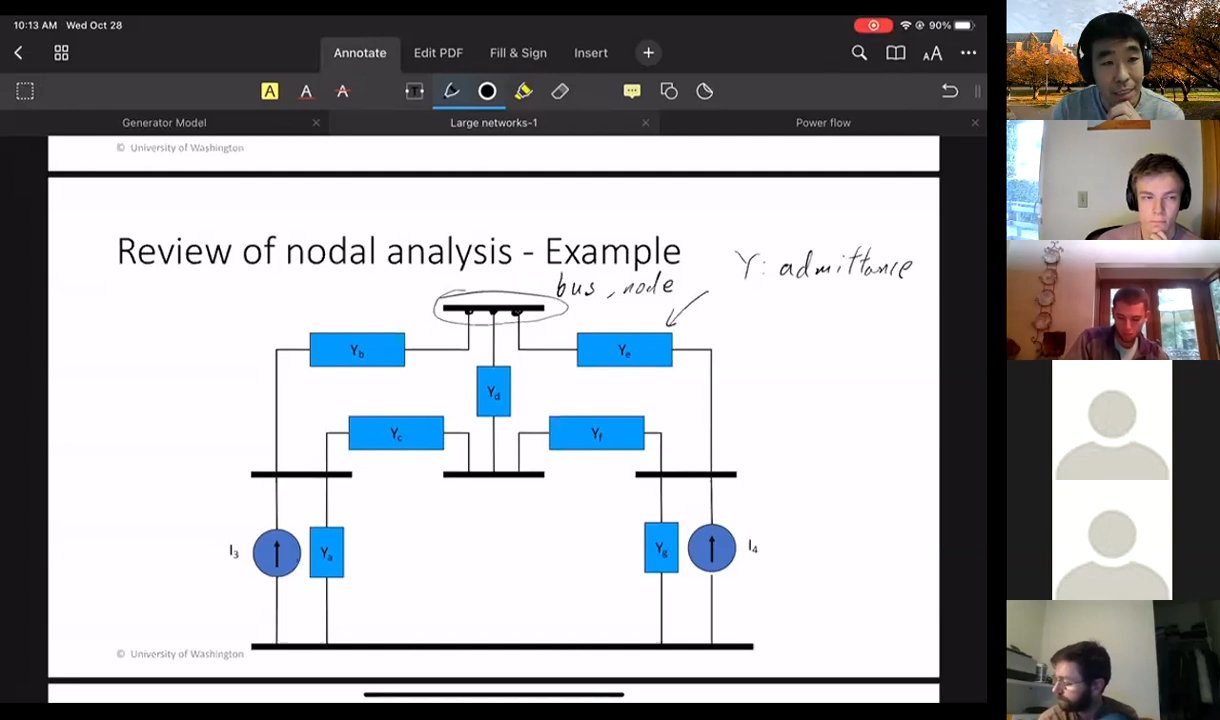 10:13 AM Wed Oct 28
90%
Annotate Edit PDF Fill & Sign Insert
AA
A A A T
Generator Model Large networks-1 Power flow
© University of Washington
Review of nodal analysis - Example
Y: admittance
bus, node
Yb Ye
Yd
Yc Yf
I3 Ya Yg I4
© University of Washington